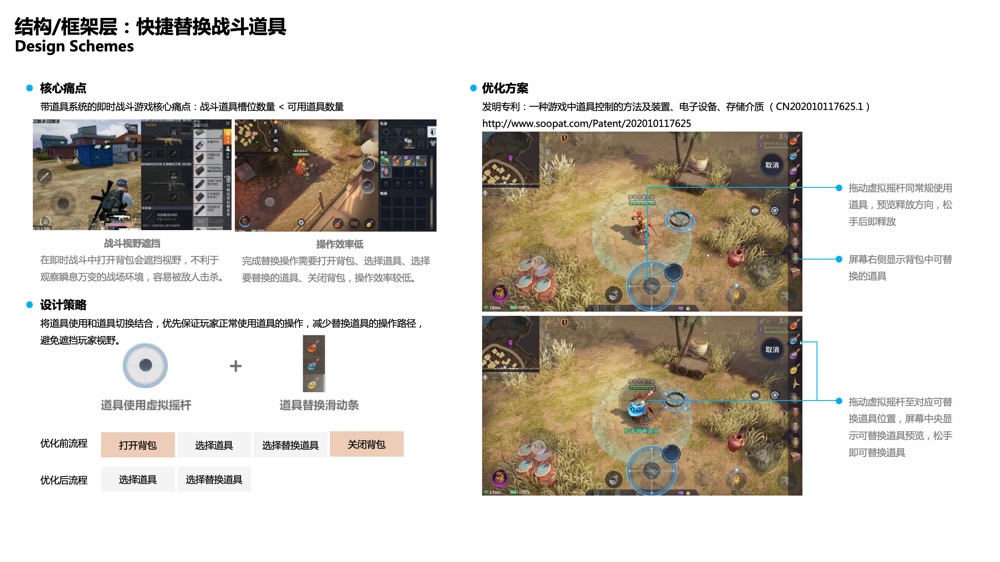 结构/框架层：快捷替换战斗道具
Design Schemes
核心痛点
带道具系统的即时战斗游戏核心痛点：战斗道具槽位数量 < 可用道具数量
战斗视野遮挡
在即时战斗中打开背包会遮挡视野，不利于
观察瞬息万变的战场环境，容易被敌人击杀。
操作效率低
完成替换操作需要打开背包、选择道具、选择
要替换的道具、关闭背包，操作效率较低。
设计策略
将道具使用和道具切换结合，优先保证玩家正常使用道具的操作，减少替换道具的操作路径，
避免遮挡玩家视野。
+
道具使用虚拟摇杆
道具替换滑动条
优化前流程
打开背包
选择道具
选择替换道具
关闭背包
优化后流程
选择道具
选择替换道具
优化方案
发明专利：一种游戏中道具控制的方法及装置、电子设备、存储介质（ CN202010117625.1 ）
http://www.soopat.com/Patent/202010117625
取消
拖动虚拟摇杆同常规使用
道具，预览释放方向，松
手后即释放
屏幕右侧显示背包中可替
换的道具
取消
拖动虚拟摇杆至对应可替
换道具位置，屏幕中央显
示可替换道具预览，松手
即可替换道具